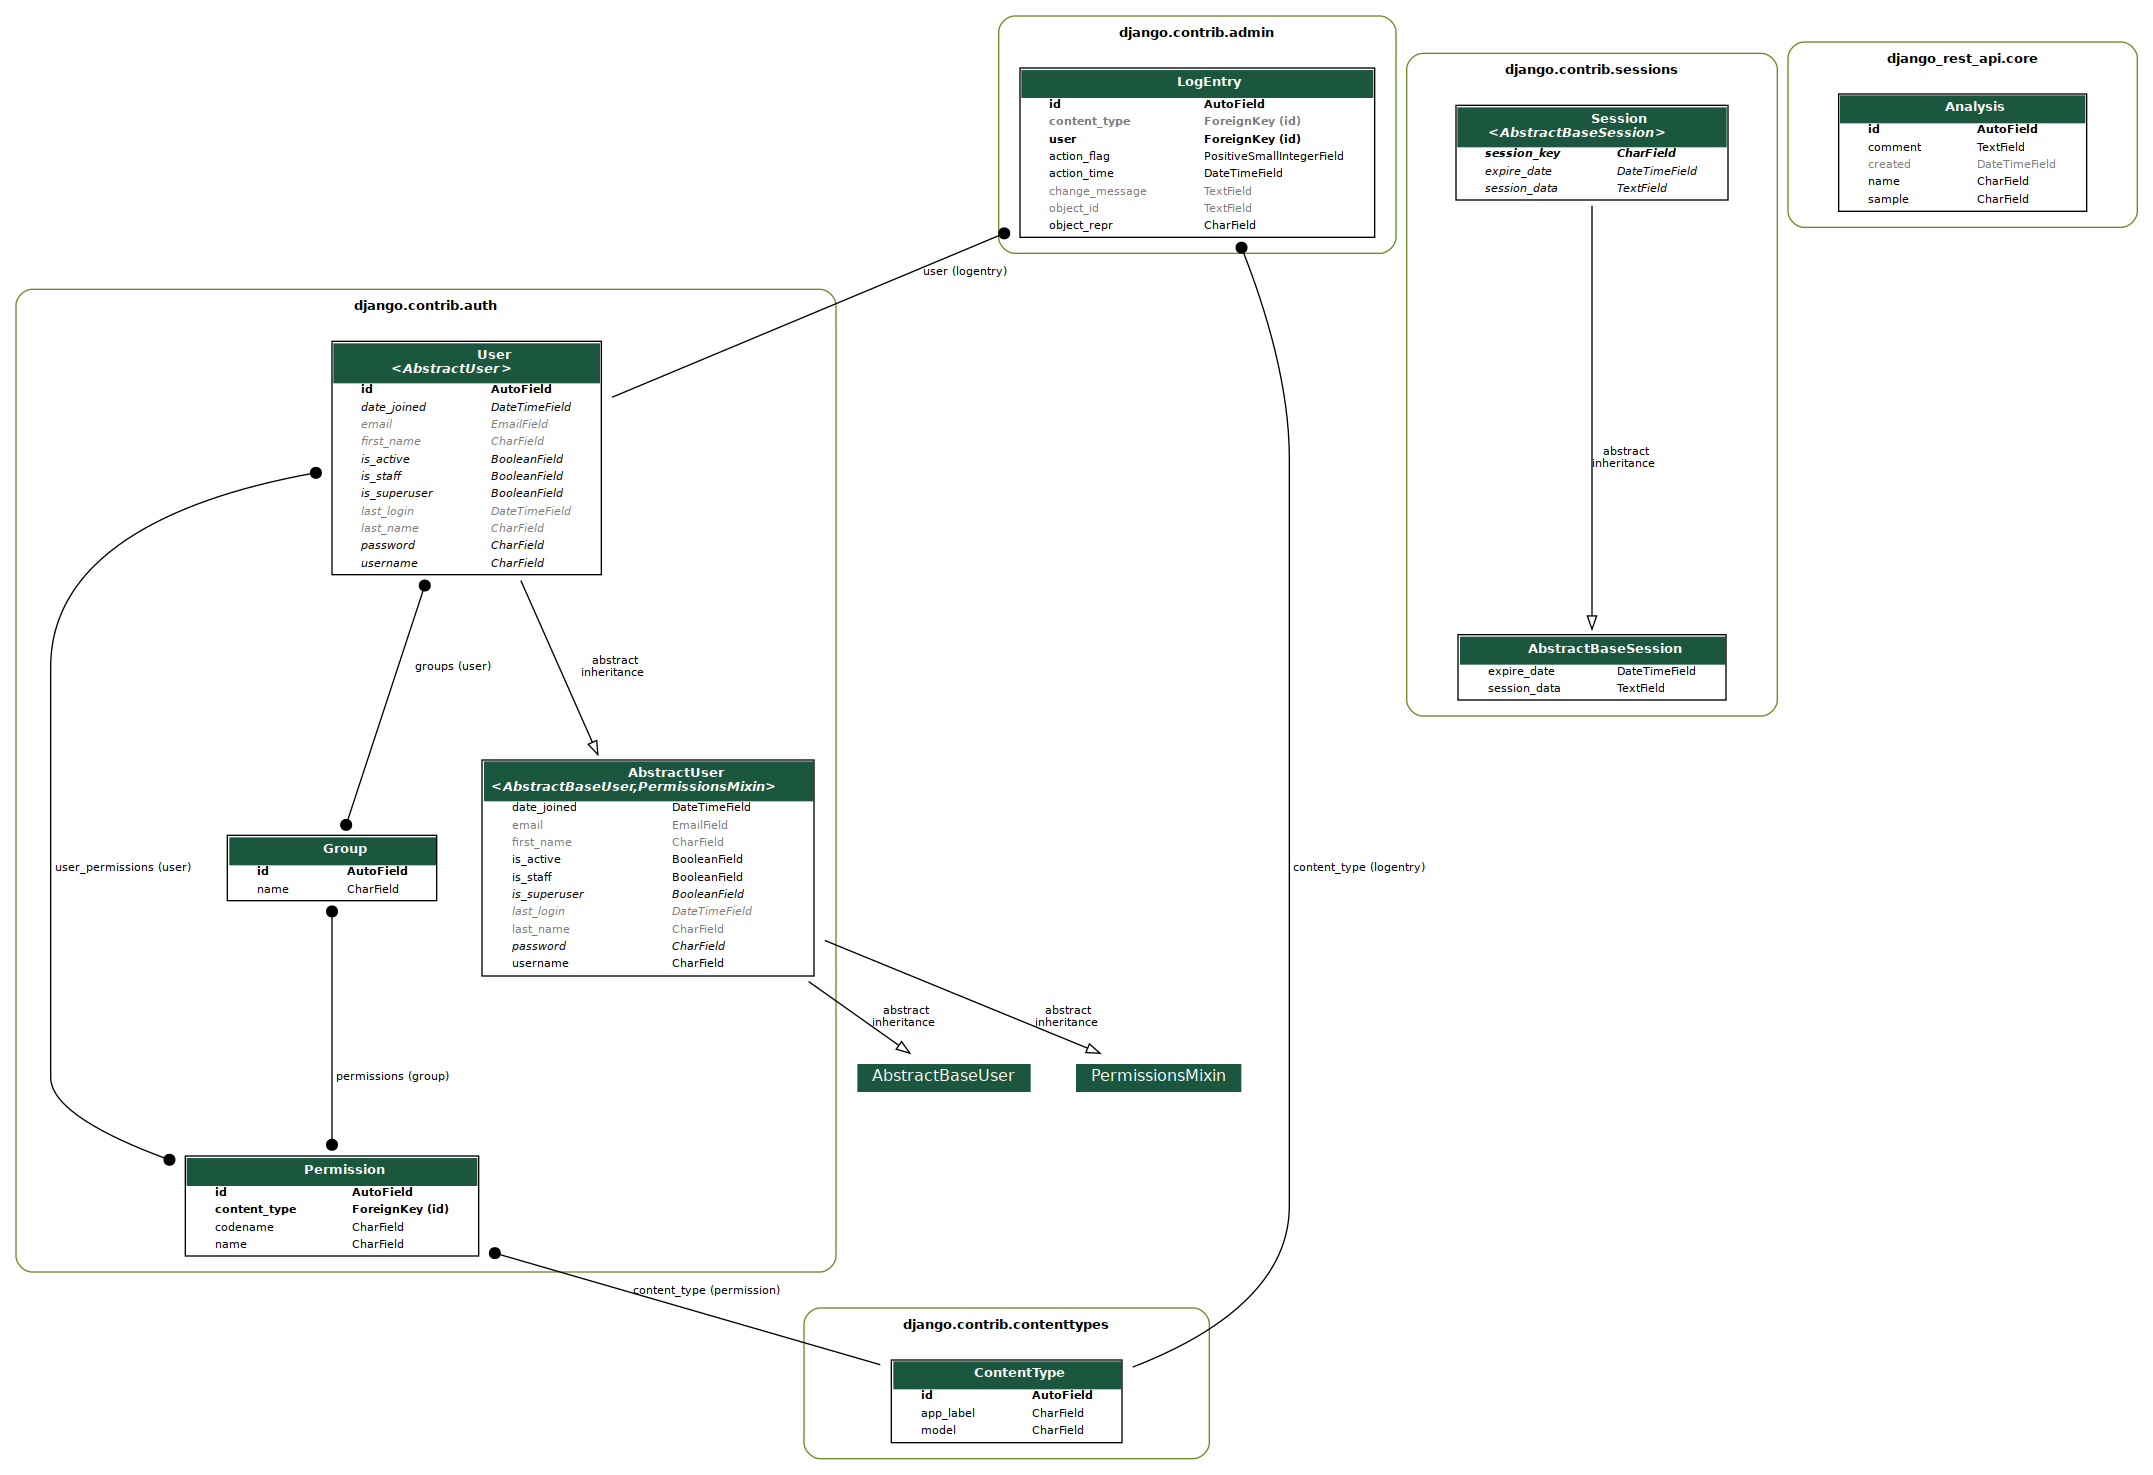 django.contrib.admin
LogEntry
id AutoField
content_type ForeignKey (id)
user ForeignKey (id)
action_flag PositiveSmallIntegerField
action_time DateTimeField
change_message TextField
object_id TextField
object_repr CharField
django.contrib.sessions
Session
<AbstractBaseSession>
session_key CharField
expire_date DateTimeField
session_data TextField
abstract
inheritance
AbstractBaseSession
expire_date DateTimeField
session_data TextField
django_rest_api.core
Analysis
id AutoField
comment TextField
created DateTimeField
name CharField
sample CharField
user (logentry)
django.contrib.auth
User
<AbstractUser>
id AutoField
date_joined DateTimeField
email EmailField
first_name CharField
is_active BooleanField
is_staff BooleanField
is_superuser BooleanField
last_login DateTimeField
last_name CharField
password CharField
username CharField
groups (user)
abstract
inheritance
AbstractUser
<AbstractBaseUser,PermissionsMixin>
date_joined DateTimeField
email EmailField
first_name CharField
is_active BooleanField
is_staff BooleanField
is_superuser BooleanField
last_login DateTimeField
last_name CharField
password CharField
username CharField
Group
id AutoField
name CharField
user_permissions (user)
content_type (logentry)
abstract
inheritance
abstract
inheritance
AbstractBaseUser
PermissionsMixin
permissions (group)
Permission
id AutoField
content_type ForeignKey (id)
codename CharField
name CharField
content_type (permission)
django.contrib.contenttypes
ContentType
id AutoField
app_label CharField
model CharField